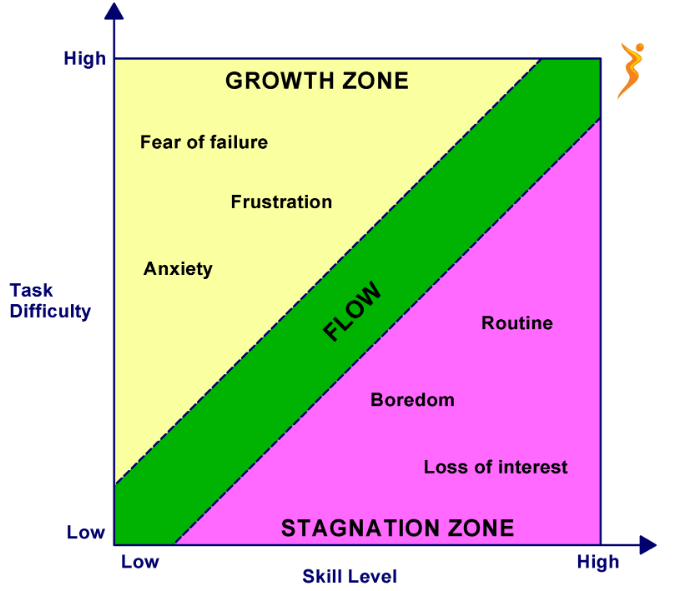 High
GROWTH ZONE
Fear of failure
Frustration
Anxiety
Task
Difficulty
FLOW
Routine
Boredom
Loss of interest
STAGNATION ZONE
Low
Low
High
Skill Level